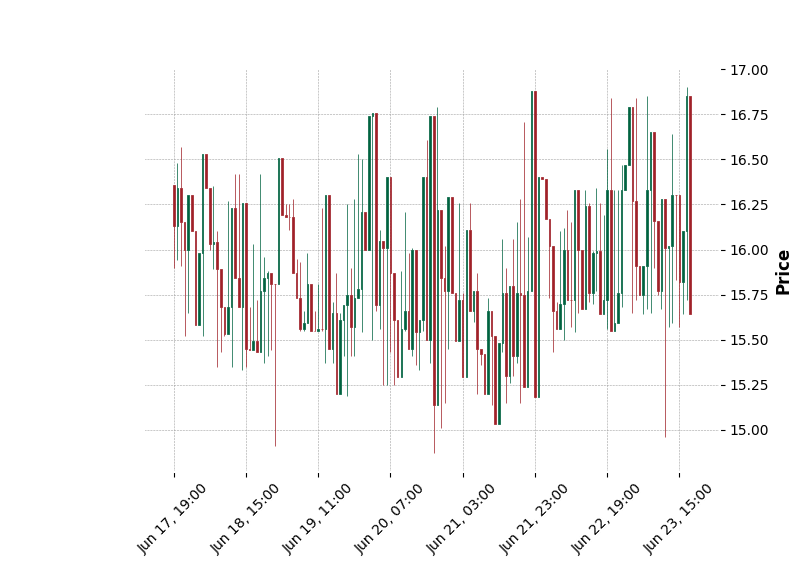 17.00
16.75
16.50
16.25
16.00
15.75
15.50
15.25
15.00
Price
Jun 17, 19:00
Jun 18, 15:00
Jun 19, 11:00
Jun 20, 07:00
Jun 21, 03:00
Jun 21, 23:00
Jun 22, 19:00
Jun 23, 15:00